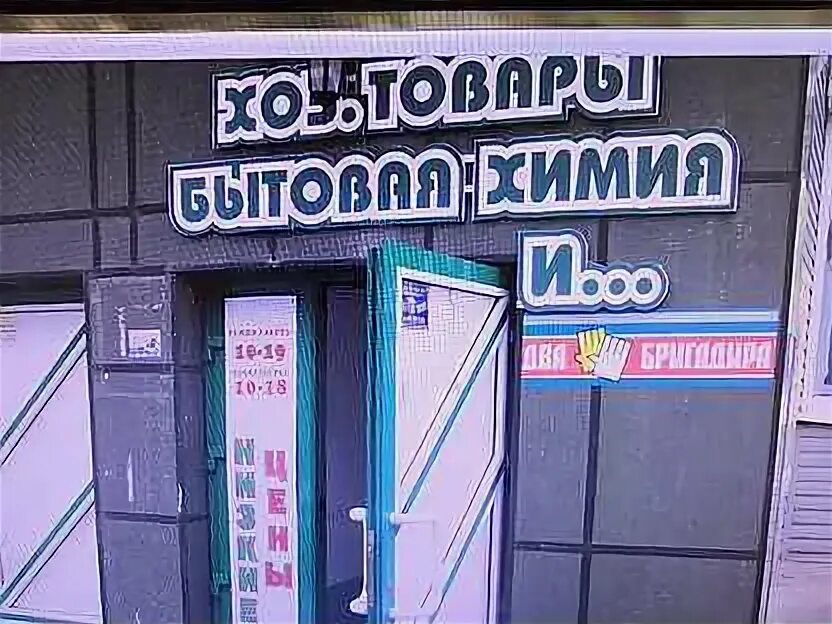 ХОЗ.ТОВАРЫ
БЫТОВАЯ ХИМИЯ
И...
ДВА БРИГАДИРА
10-19
10-18
НИЗКИЕ
ЦЕНЫ